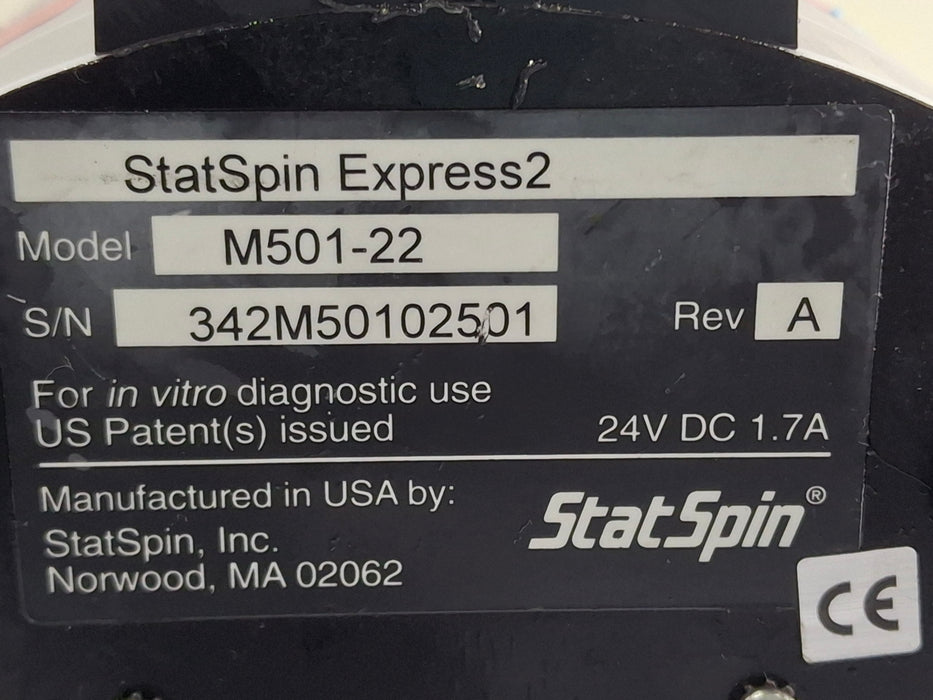 StatSpin Express2
Model M501-22
S/N 342M50102501 Rev A
For in vitro diagnostic use
US Patent(s) issued 24V DC 1.7A
Manufactured in USA by:
StatSpin, Inc.
Norwood, MA 02062
StatSpin®
CE